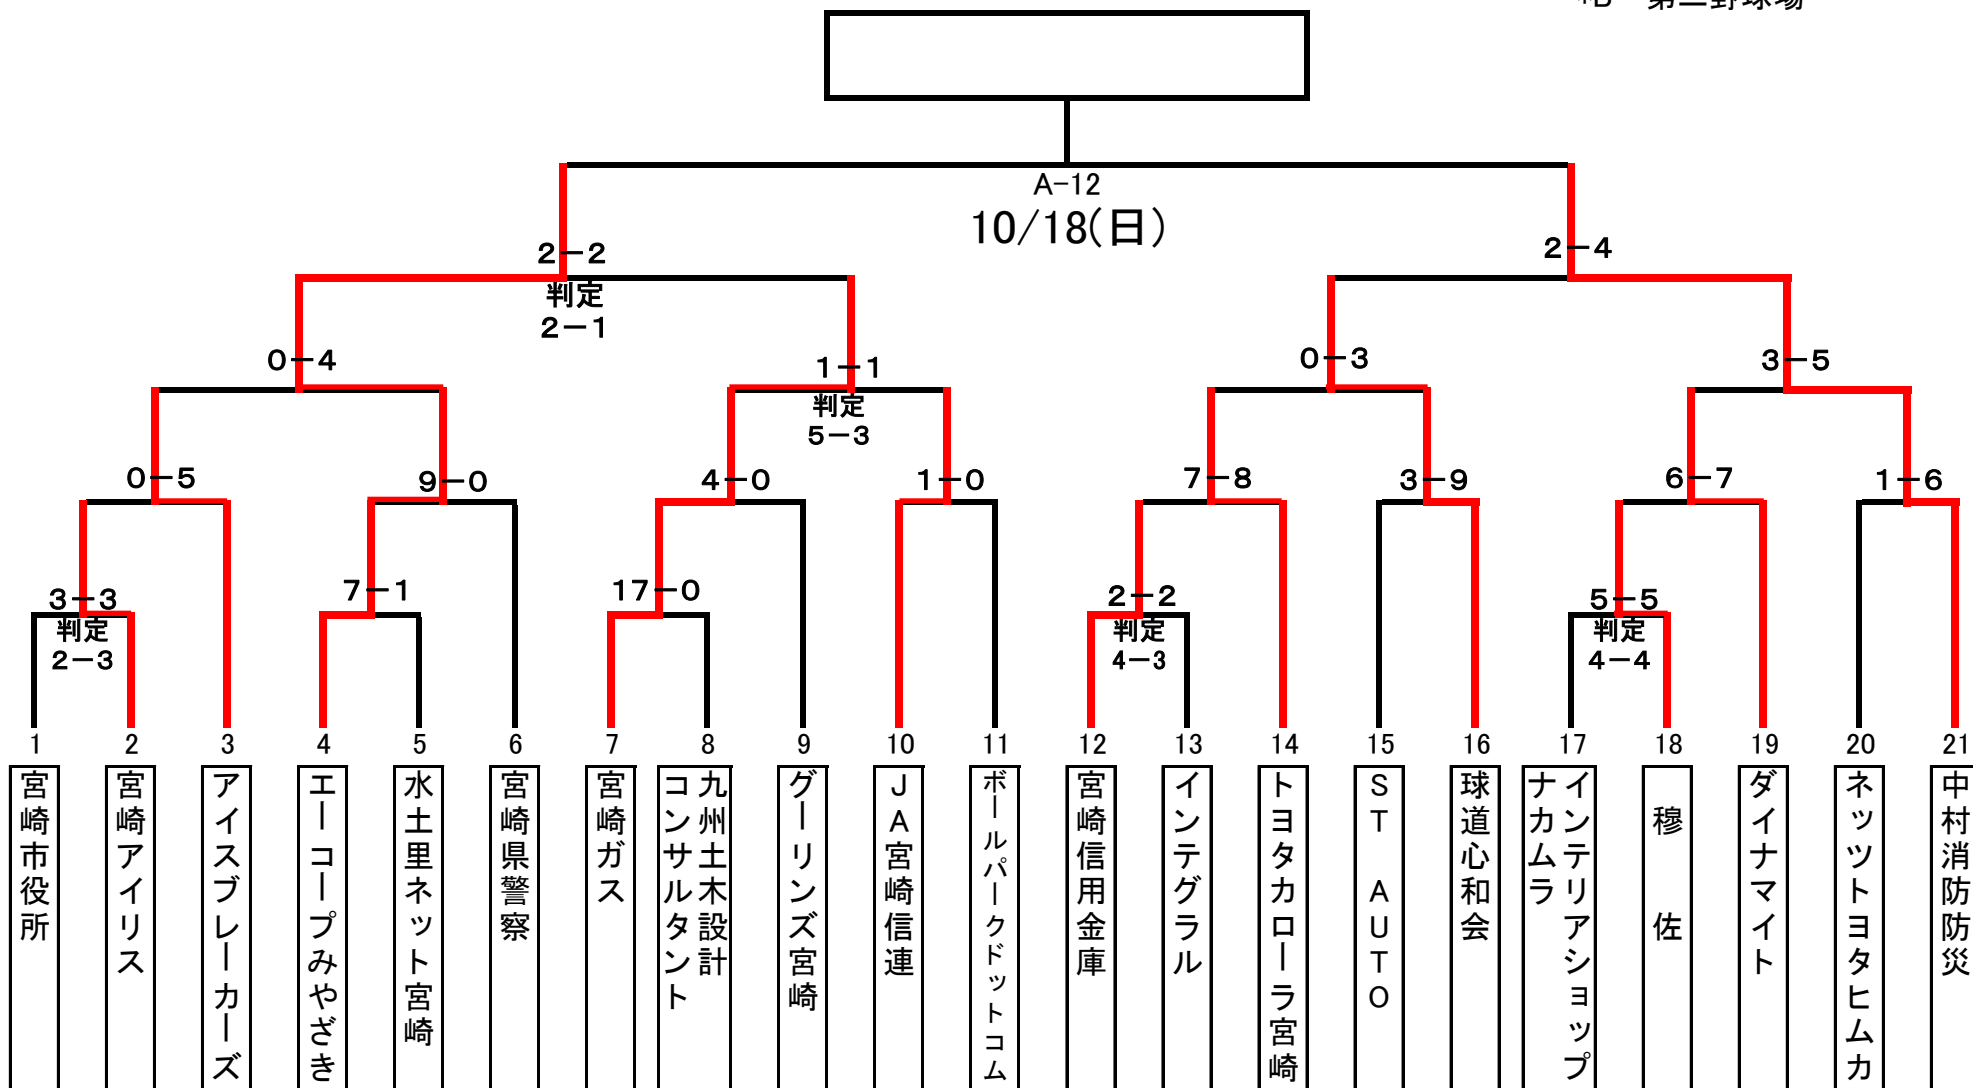 第二野球場
A-12
10/18(日)
2-2
判定
2-1
2-4
0-4
1-1
判定
5-3
0-3
3-5
0-5
9-0
4-0
1-0
7-8
3-9
6-7
1-6
3-3
判定
2-3
7-1
17-0
2-2
判定
4-3
5-5
判定
4-4
1 2 3 4 5 6 7 8 9 10 11 12 13 14 15 16 17 18 19 20 21
宮崎市役所
宮崎アイリス
アイスブレーカーズ
エーコープみやざき
水土里ネット宮崎
宮崎県警察
宮崎ガス
九州土木設計
コンサルタント
グーリンズ宮崎
JA宮崎信連
ボールパークドットコム
宮崎信用金庫
インテグラル
トヨタカローラ宮崎
ST AUTO
球道心和会
インテリアショップ
ナカムラ
穆佐
ダイナマイト
ネッツトヨタヒムカ
中村消防防災